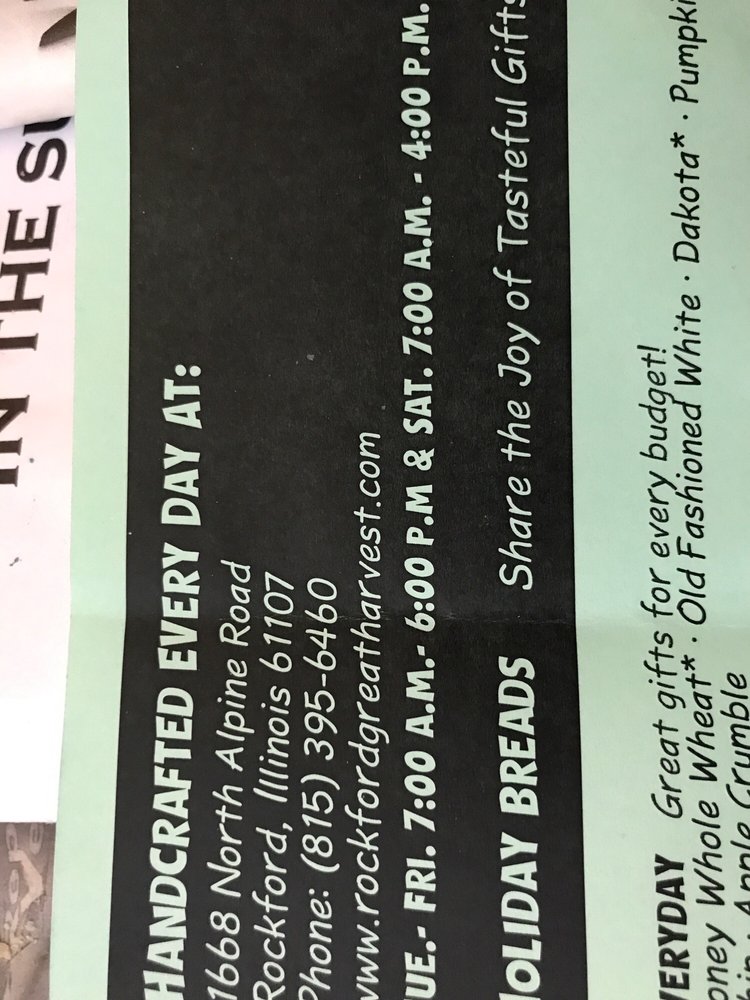 IN THE
HANDCRAFTED EVERY DAY AT:
1668 North Alpine Road
Rockford, Illinois 61107
Phone: (815) 395-6460
www.rockfordgreatharvest.com
UE.- FRI. 7:00 A.M.- 6:00 P.M & SAT. 7:00 A.M. - 4:00 P.M.
HOLIDAY BREADS Share the Joy of Tasteful Gifts
ERYDAY Great gifts for every budget!
oney Whole Wheat* · Old Fashioned White · Dakota* · Pumpki
Apple Crumble